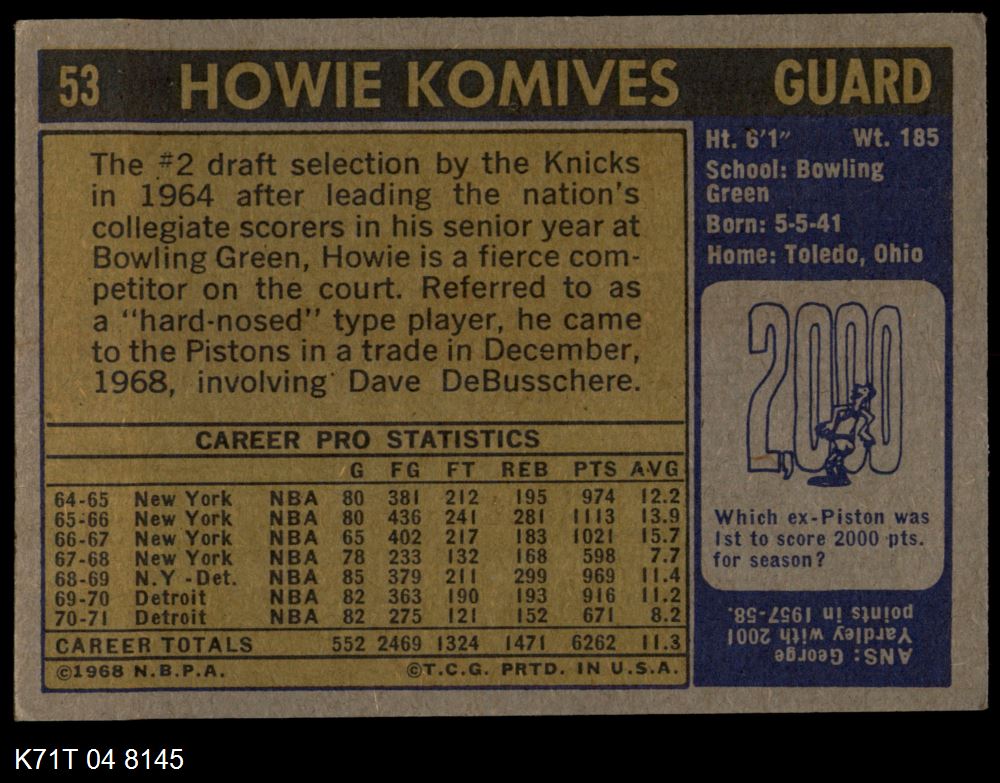 53 HOWIE KOMIVES GUARD
The #2 draft selection by the Knicks
in 1964 after leading the nation's
collegiate scorers in his senior year at
Bowling Green, Howie is a fierce com-
petitor on the court. Referred to as
a "hard-nosed" type player, he came
to the Pistons in a trade in December,
1968, involving Dave DeBusschere.
CAREER PRO STATISTICS
G FG FT REB PTS AVG
64-65 New York NBA 80 381 212 195 974 12.2
65-66 New York NBA 80 436 241 281 1113 13.9
66-67 New York NBA 65 402 217 183 1021 15.7
67-68 New York NBA 78 233 132 168 598 7.7
68-69 N.Y.-Det. NBA 85 379 211 299 969 11.4
69-70 Detroit NBA 82 363 190 193 916 11.2
70-71 Detroit NBA 82 275 121 152 671 8.2
CAREER TOTALS 552 2469 1324 1471 6262 11.3
©1968 N.B.P.A. ©T.C.G. PRTD. IN U.S.A.
Ht. 6'1" Wt. 185
School: Bowling
Green
Born: 5-5-41
Home: Toledo, Ohio
2,000
Which ex-Piston was
1st to score 2000 pts.
for season?
ANS: George
Yardley with 2001
points in 1957-58.
K71T 04 8145